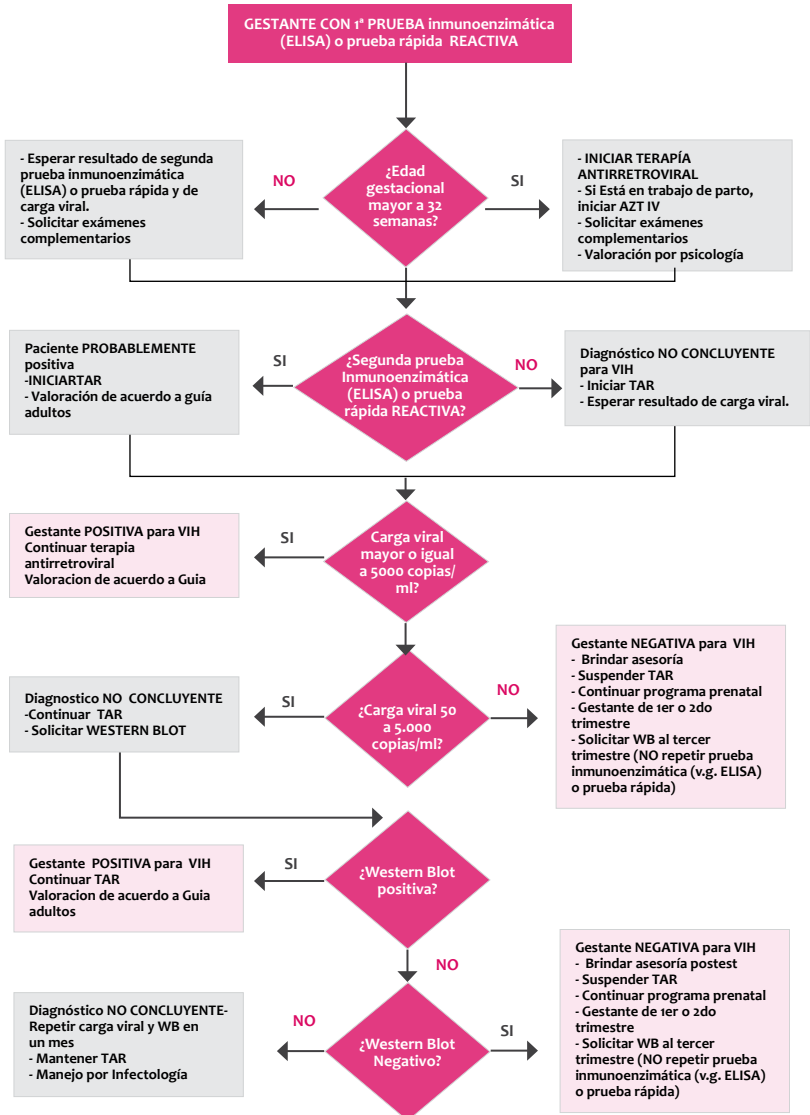 GESTANTE CON 1ª PRUEBA inmunoenzimática
(ELISA) o prueba rápida REACTIVA
- Esperar resultado de segunda
prueba inmunoenzimática
(ELISA) o prueba rápida y de
carga viral.
- Solicitar exámenes
complementarios
NO
¿Edad
gestacional
mayor a 32
semanas?
SI
- INICIAR TERAPÍA
ANTIRRETROVIRAL
- Si Está en trabajo de parto,
iniciar AZT IV
- Solicitar exámenes
complementarios
- Valoración por psicología
Paciente PROBABLEMENTE
positiva
-INICIARTAR
- Valoración de acuerdo a guía
adultos
SI
¿Segunda prueba
Inmunoenzimática
(ELISA) o prueba
rápida REACTIVA?
NO
Diagnóstico NO CONCLUYENTE
para VIH
- Iniciar TAR
- Esperar resultado de carga viral.
Gestante POSITIVA para VIH
Continuar terapia
antirretroviral
Valoracion de acuerdo a Guia
SI
Carga viral
mayor o igual
a 5000 copias/
ml?
Diagnostico NO CONCLUYENTE
-Continuar TAR
- Solicitar WESTERN BLOT
SI
¿Carga viral 50
a 5.000
copias/ml?
NO
Gestante NEGATIVA para VIH
- Brindar asesoría
- Suspender TAR
- Continuar programa prenatal
- Gestante de 1er o 2do
trimestre
- Solicitar WB al tercer
trimestre (NO repetir prueba
inmunoenzimática (v.g. ELISA)
o prueba rápida)
Gestante POSITIVA para VIH
Continuar TAR
Valoracion de acuerdo a Guia
adultos
SI
¿Western Blot
positiva?
NO
Diagnóstico NO CONCLUYENTE-
Repetir carga viral y WB en
un mes
- Mantener TAR
- Manejo por Infectología
NO
¿Western Blot
Negativo?
SI
Gestante NEGATIVA para VIH
- Brindar asesoría postest
- Suspender TAR
- Continuar programa prenatal
- Gestante de 1er o 2do
trimestre
- Solicitar WB al tercer
trimestre (NO repetir prueba
inmunoenzimática (v.g. ELISA)
o prueba rápida)